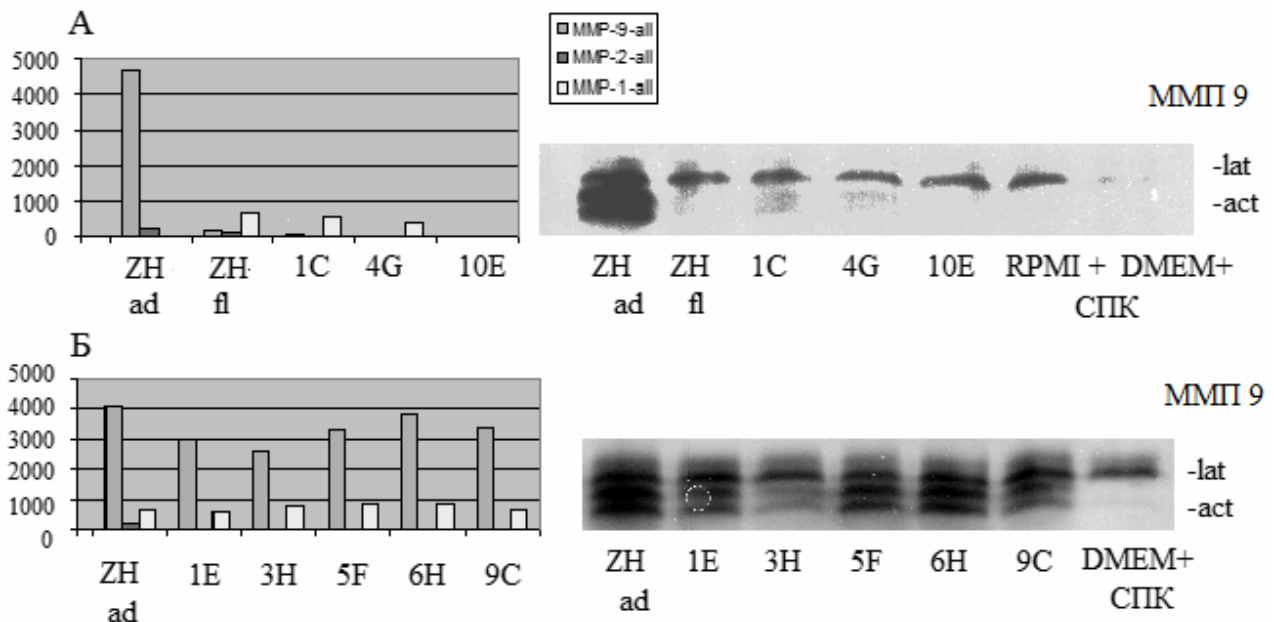 А
MMP-9-all
MMP-2-all
MMP-1-all
5000
4000
3000
2000
1000
0
ZH ZH 1C 4G 10E
ad fl
ММП 9
-lat
-act
ZH ZH 1C 4G 10E RPMI + DMEM+
ad fl СПК
Б
5000
4000
3000
2000
1000
0
ZH 1E 3H 5F 6H 9C
ad
ММП 9
-lat
-act
ZH 1E 3H 5F 6H 9C DMEM+
ad СПК